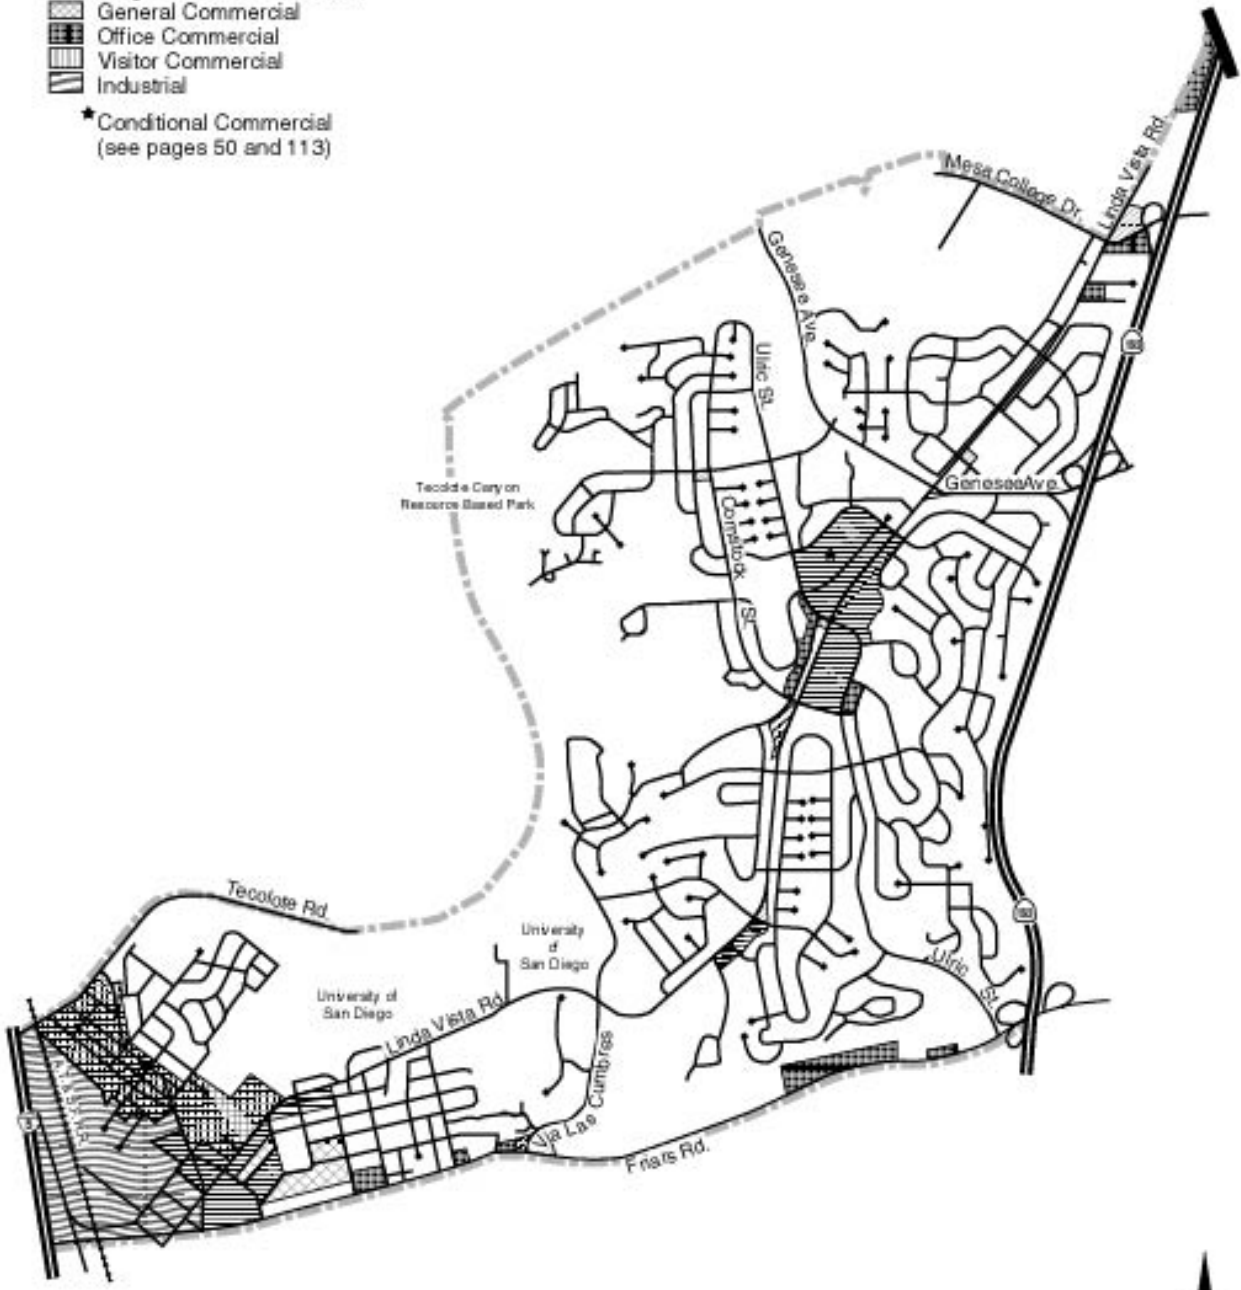 General Commercial
Office Commercial
Visitor Commercial
Industrial
★ Conditional Commercial
(see pages 50 and 113)
Linda Vista Rd.
Mesa College Dr.
Genesee Ave.
163
Ulric St.
Genesee Ave.
Tecolote Canyon
Resource Based Park
Comstock St.
Tecolote Rd.
163
University
of
San Diego
Ulric St.
University of
San Diego
Linda Vista Rd.
Via Las Cumbres
Friars Rd.